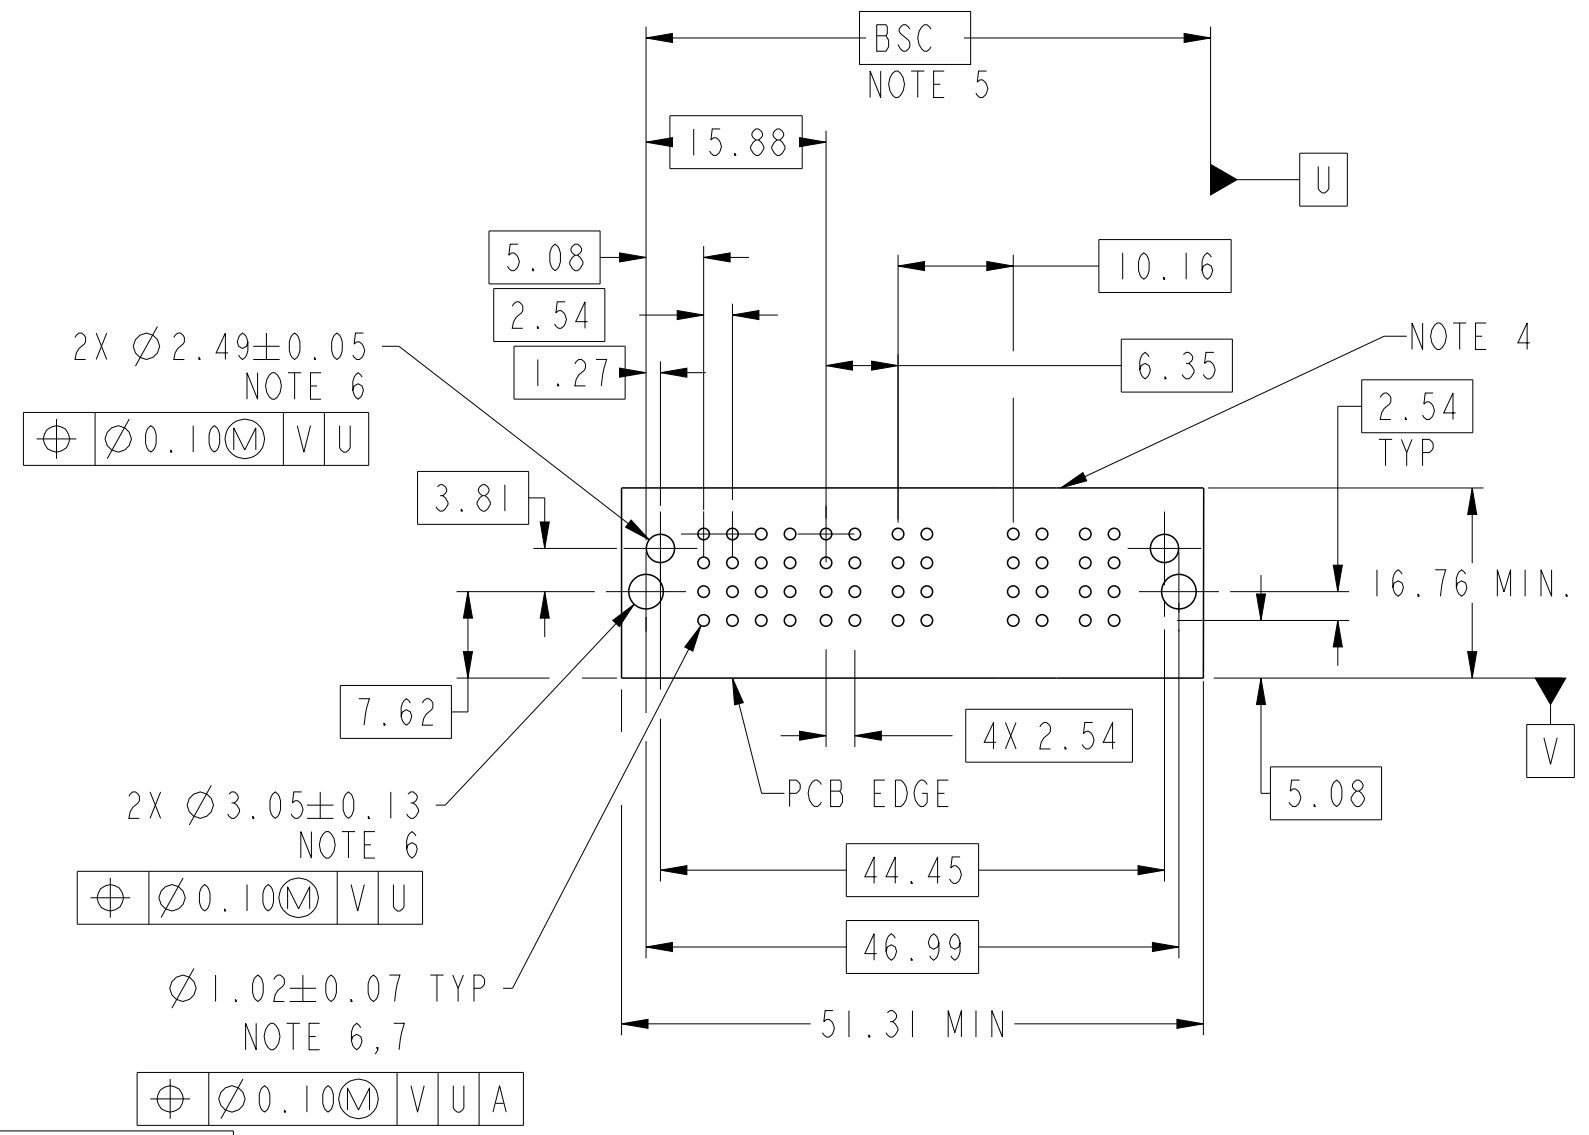 BSC
NOTE 5
15.88
U
5.08
10.16
2.54
2X ∅2.49±0.05
NOTE 6
NOTE 4
1.27
6.35
2.54
TYP
⌖ ∅0.10Ⓜ V U
3.81
16.76 MIN.
7.62
4X 2.54
V
PCB EDGE
5.08
2X ∅3.05±0.13
NOTE 6
44.45
⌖ ∅0.10Ⓜ V U
46.99
∅1.02±0.07 TYP
NOTE 6,7
51.31 MIN
⌖ ∅0.10Ⓜ V U A